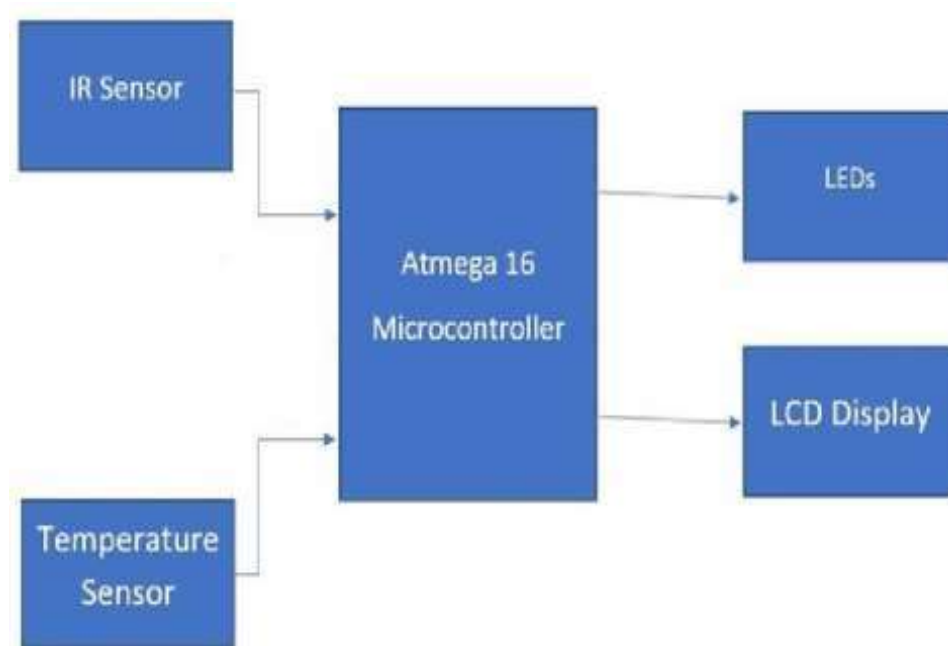 IR Sensor
Atmega 16
Microcontroller
LEDs
LCD Display
Temperature
Sensor